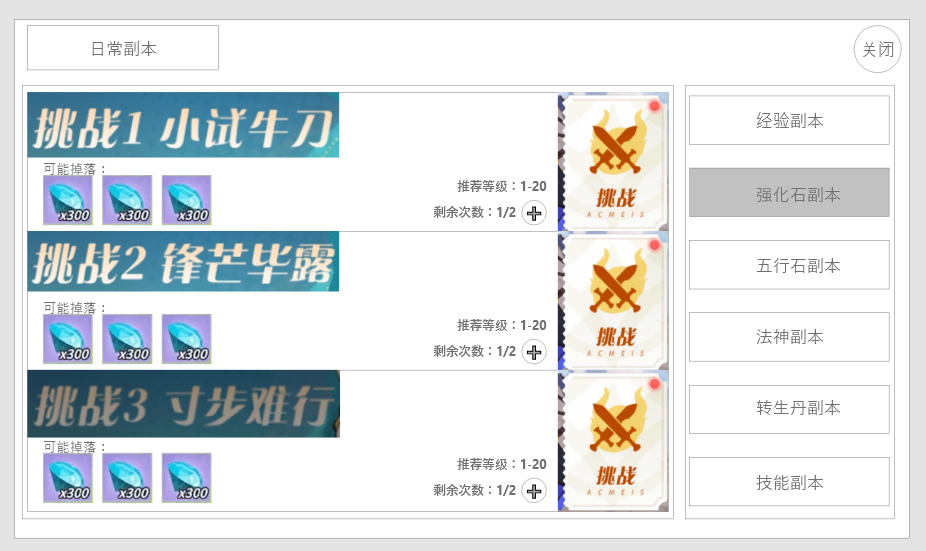 日常副本
关闭
挑战1 小试牛刀
可能掉落：
x300 x300 x300
推荐等级：1-20
剩余次数：1/2
挑战
ACMEIS
挑战2 锋芒毕露
可能掉落：
x300 x300 x300
推荐等级：1-20
剩余次数：1/2
挑战
ACMEIS
挑战3 寸步难行
可能掉落：
x300 x300 x300
推荐等级：1-20
剩余次数：1/2
挑战
ACMEIS
经验副本
强化石副本
五行石副本
法神副本
转生丹副本
技能副本